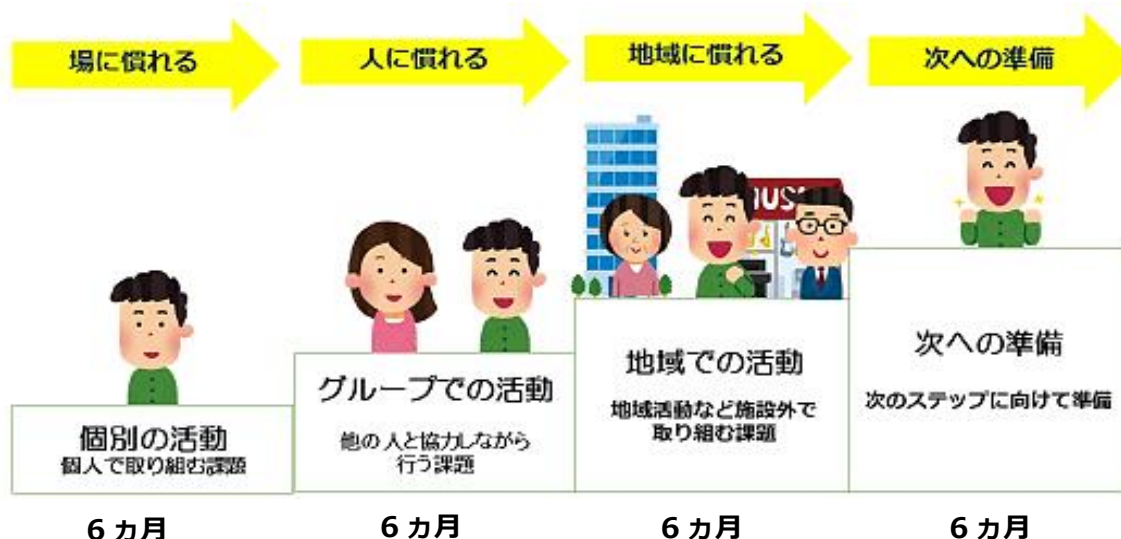 場に慣れる
人に慣れる
地域に慣れる
次への準備
個別の活動
個人で取り組む課題
グループでの活動
他の人と協力しながら
行う課題
地域での活動
地域活動など施設外で
取り組む課題
次への準備
次のステップに向けて準備
6 カ月
6 カ月
6 カ月
6 カ月